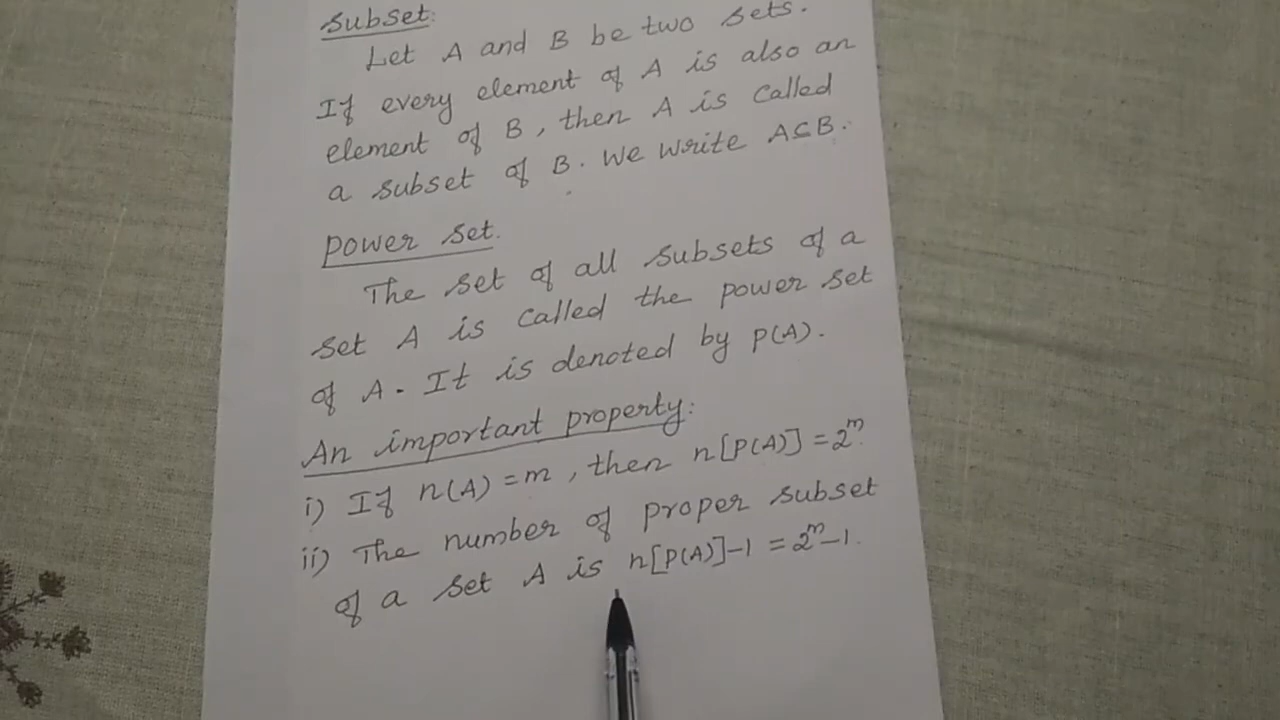 Subset:
Let A and B be two sets.
If every element of A is also an
element of B, then A is called
a subset of B. We write A⊆B.
Power set.
The set of all subsets of a
set A is called the power set
of A. It is denoted by P(A).
An important property:
i) If n(A) = m, then n[P(A)] = 2^m.
ii) The number of proper subset
of a set A is n[P(A)]-1 = 2^m-1.